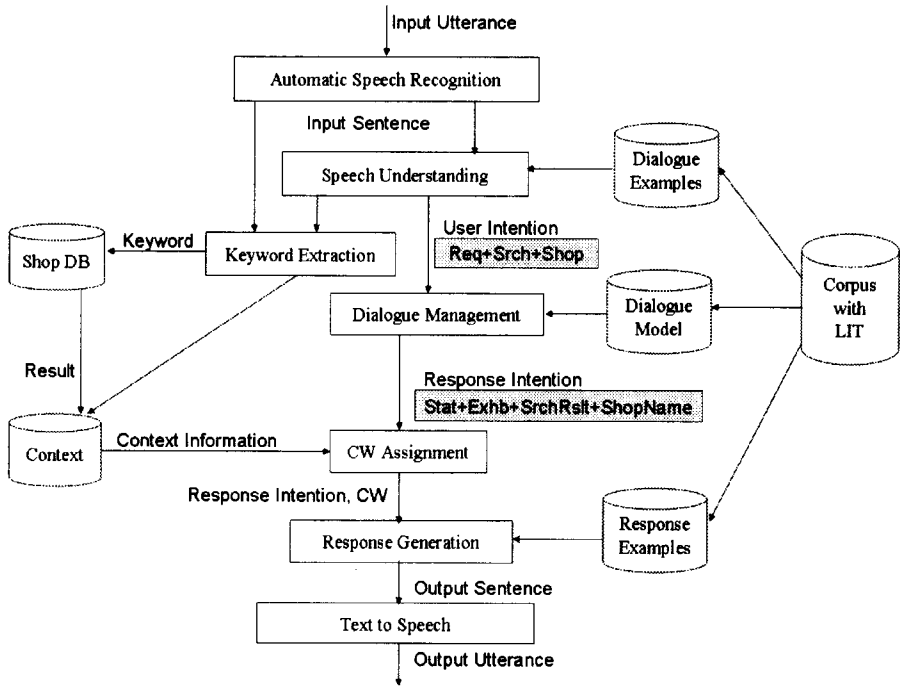 Input Utterance
Automatic Speech Recognition
Input Sentence
Speech Understanding
Dialogue
Examples
User Intention
Req+Srch+Shop
Keyword
Keyword Extraction
Shop DB
Corpus
with
LIT
Dialogue Management
Dialogue
Model
Result
Response Intention
Stat+Exhb+SrchRslt+ShopName
Context
Context Information
CW Assignment
Response Intention, CW
Response Generation
Response
Examples
Output Sentence
Text to Speech
Output Utterance